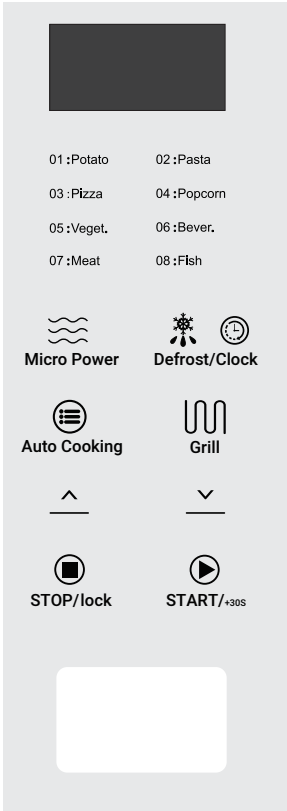 01:Potato 02:Pasta
03:Pizza 04:Popcorn
05:Veget. 06:Bever.
07:Meat 08:Fish
Micro Power Defrost/Clock
Auto Cooking Grill
STOP/lock START/+30S